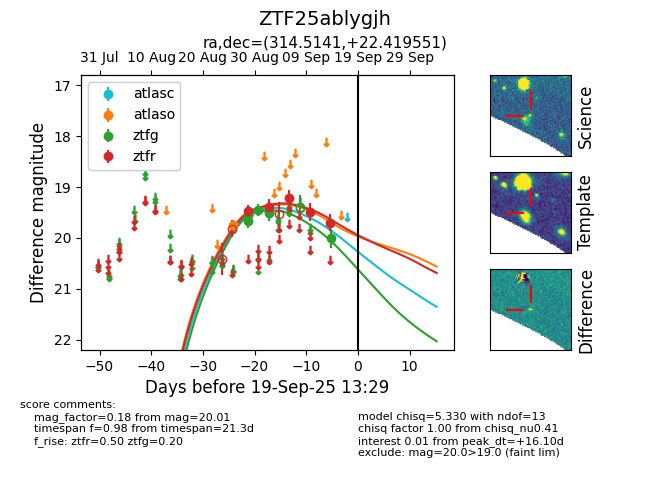 ZTF25ablygjh
ra,dec=(314.5141,+22.419551)
31 Jul 10 Aug 20 Aug 30 Aug 09 Sep 19 Sep 29 Sep
17
18
19
20
21
22
Difference magnitude
atlasc
atlaso
ztfg
ztfr
−50 −40 −30 −20 −10 0 10
Days before 19-Sep-25 13:29
Science
Template
Difference
score comments:
mag_factor=0.18 from mag=20.01
timespan f=0.98 from timespan=21.3d
f_rise: ztfr=0.50 ztfg=0.20
model chisq=5.330 with ndof=13
chisq factor 1.00 from chisq_nu0.41
interest 0.01 from peak_dt=+16.10d
exclude: mag=20.0>19.0 (faint lim)